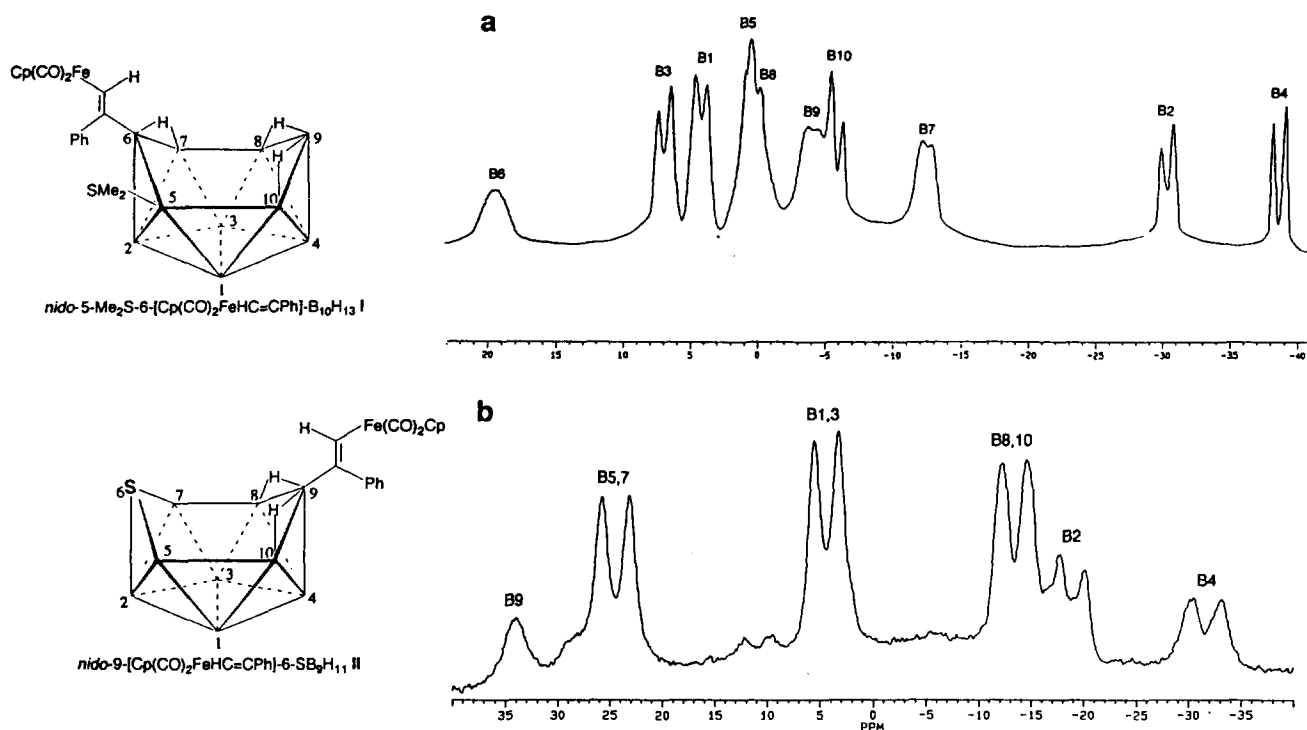 a
Cp(CO)₂Fe
H
Ph
6
H
7
8
H
9
H
SMe₂
5
10
3
2
4
1
nido-5-Me₂S-6-[Cp(CO)₂FeHC=CPh]-B₁₀H₁₃ I
B6
B3
B1
B5
B8
B9
B10
B7
B2
B4
20 15 10 5 0 -5 -10 -15 -20 -25 -30 -35 -40
b
H
Fe(CO)₂Cp
Ph
S
6
7
8
H
9
H
5
10
3
2
4
1
nido-9-[Cp(CO)₂FeHC=CPh]-6-SB₉H₁₁ II
B9
B5,7
B1,3
B8,10
B2
B4
35 30 25 20 15 10 5 0 -5 -10 -15 -20 -25 -30 -35
PPM